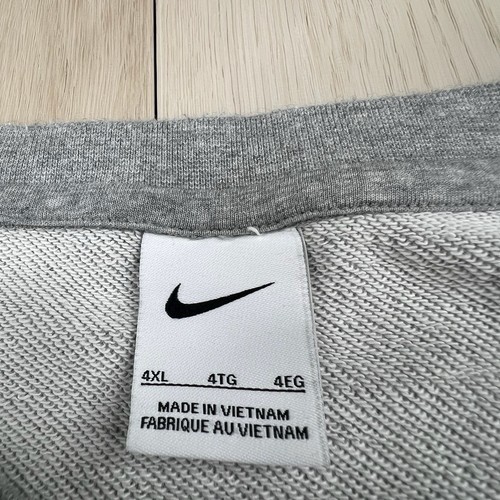 4XL 4TG 4EG
MADE IN VIETNAM
FABRIQUE AU VIETNAM